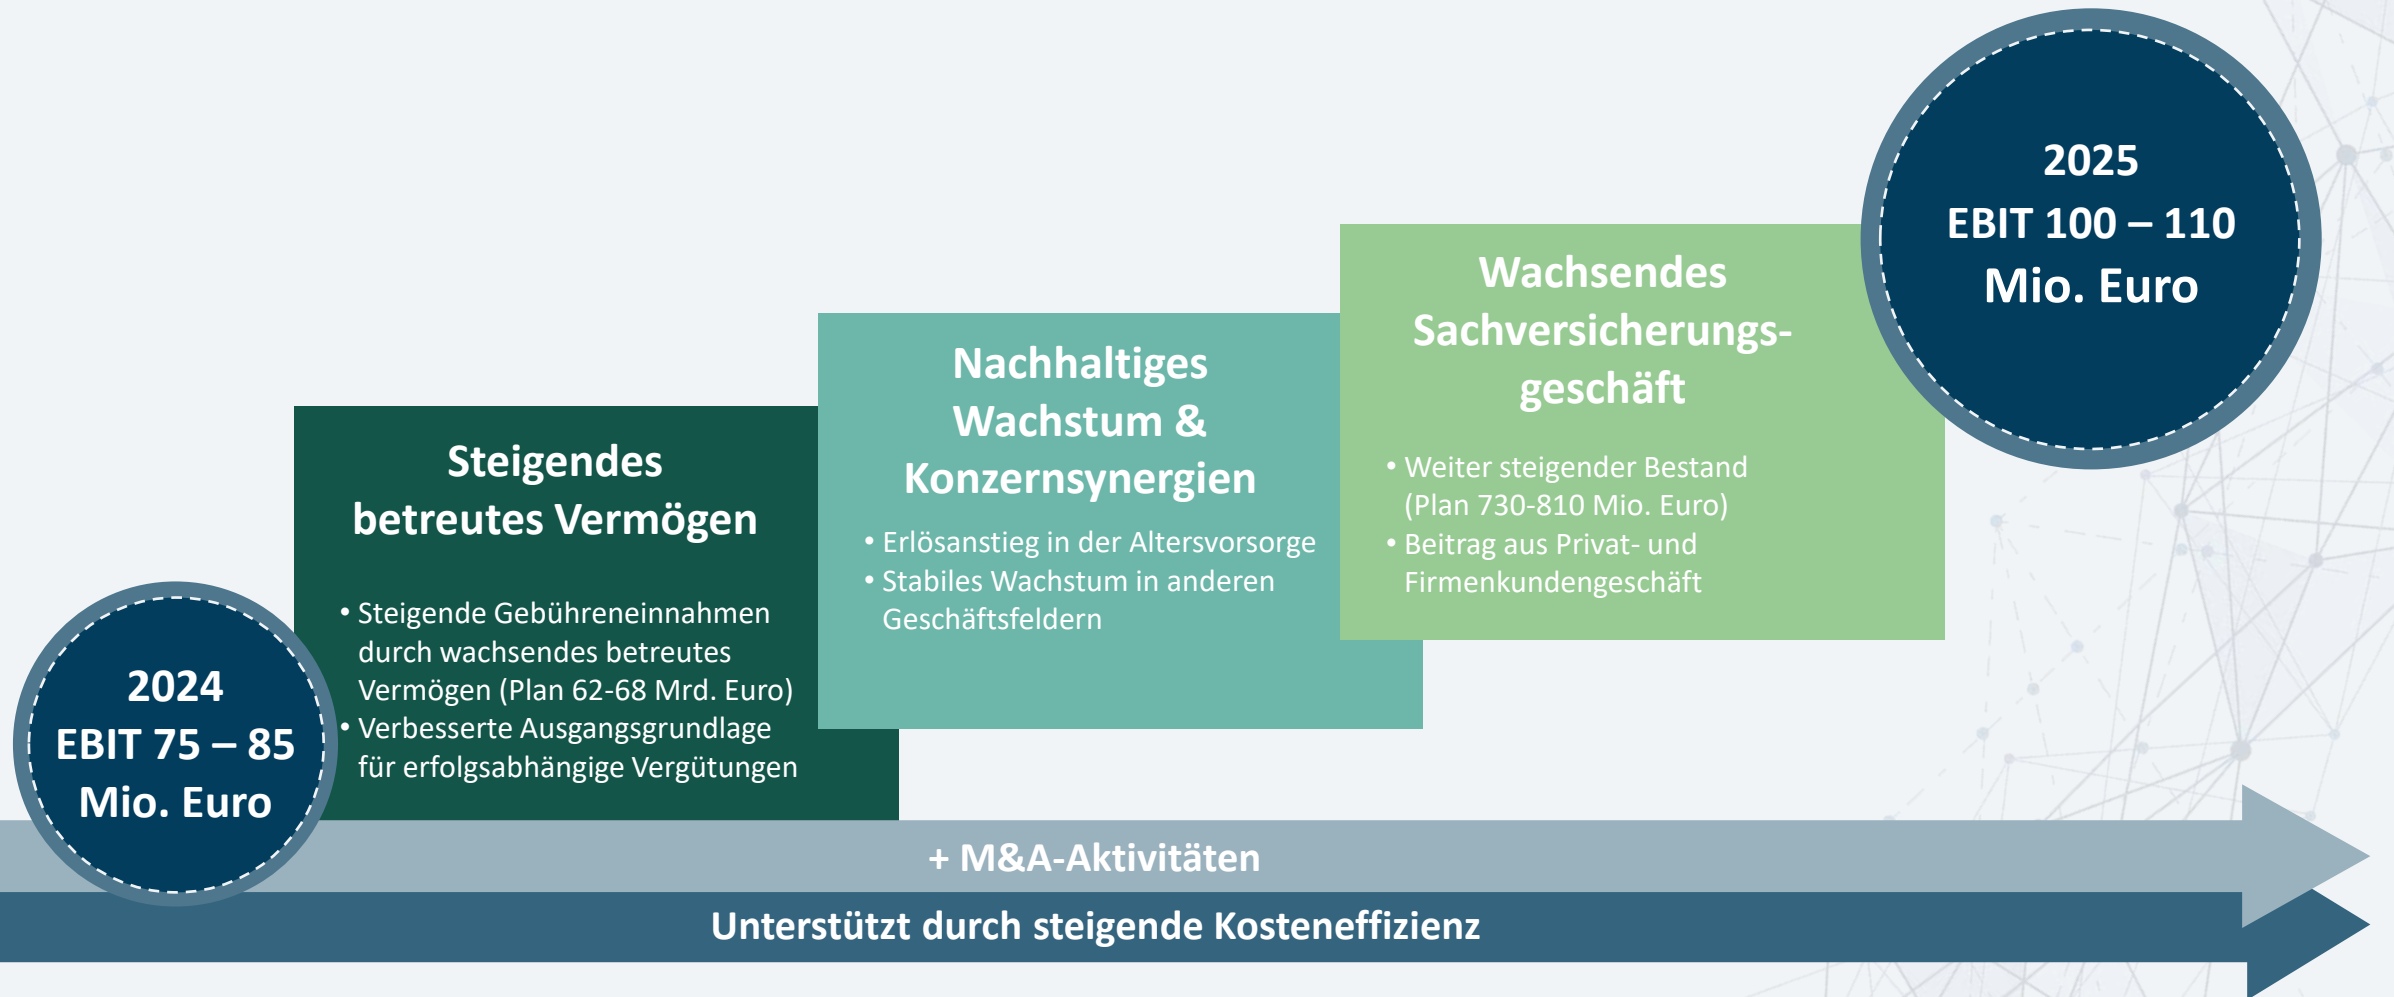 2024
EBIT 75 – 85
Mio. Euro
Steigendes
betreutes Vermögen
• Steigende Gebühreneinnahmen
durch wachsendes betreutes
Vermögen (Plan 62-68 Mrd. Euro)
• Verbesserte Ausgangsgrundlage
für erfolgsabhängige Vergütungen
Nachhaltiges
Wachstum &
Konzernsynergien
• Erlösanstieg in der Altersvorsorge
• Stabiles Wachstum in anderen
Geschäftsfeldern
Wachsendes
Sachversicherungs-
geschäft
• Weiter steigender Bestand
(Plan 730-810 Mio. Euro)
• Beitrag aus Privat- und
Firmenkundengeschäft
2025
EBIT 100 – 110
Mio. Euro
+ M&A-Aktivitäten
Unterstützt durch steigende Kosteneffizienz